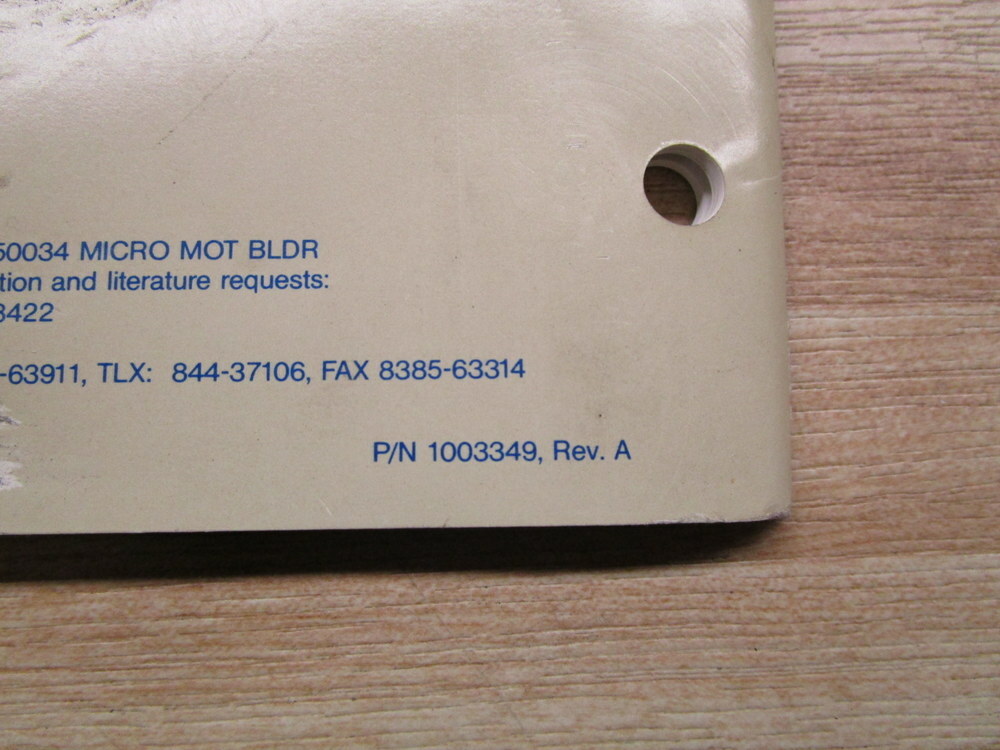 50034 MICRO MOT BLDR
tion and literature requests:
3422
-63911, TLX: 844-37106, FAX 8385-63314
P/N 1003349, Rev. A